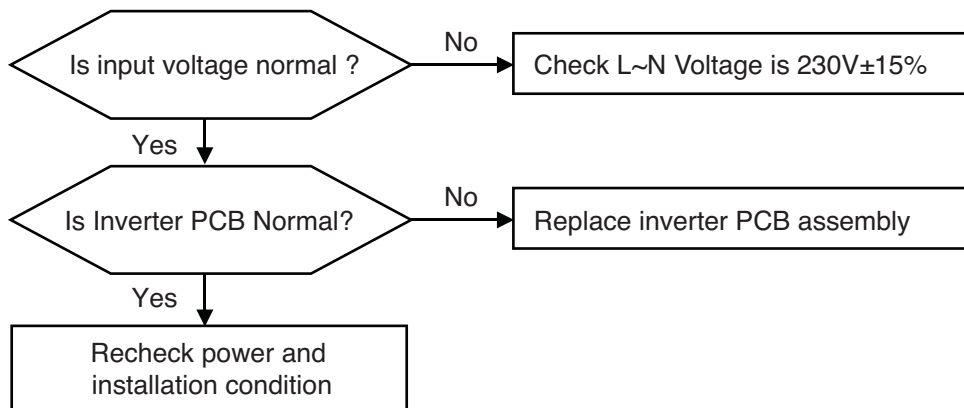 Is input voltage normal ?
No
Check L~N Voltage is 230V±15%
Yes
Is Inverter PCB Normal?
No
Replace inverter PCB assembly
Yes
Recheck power and
installation condition